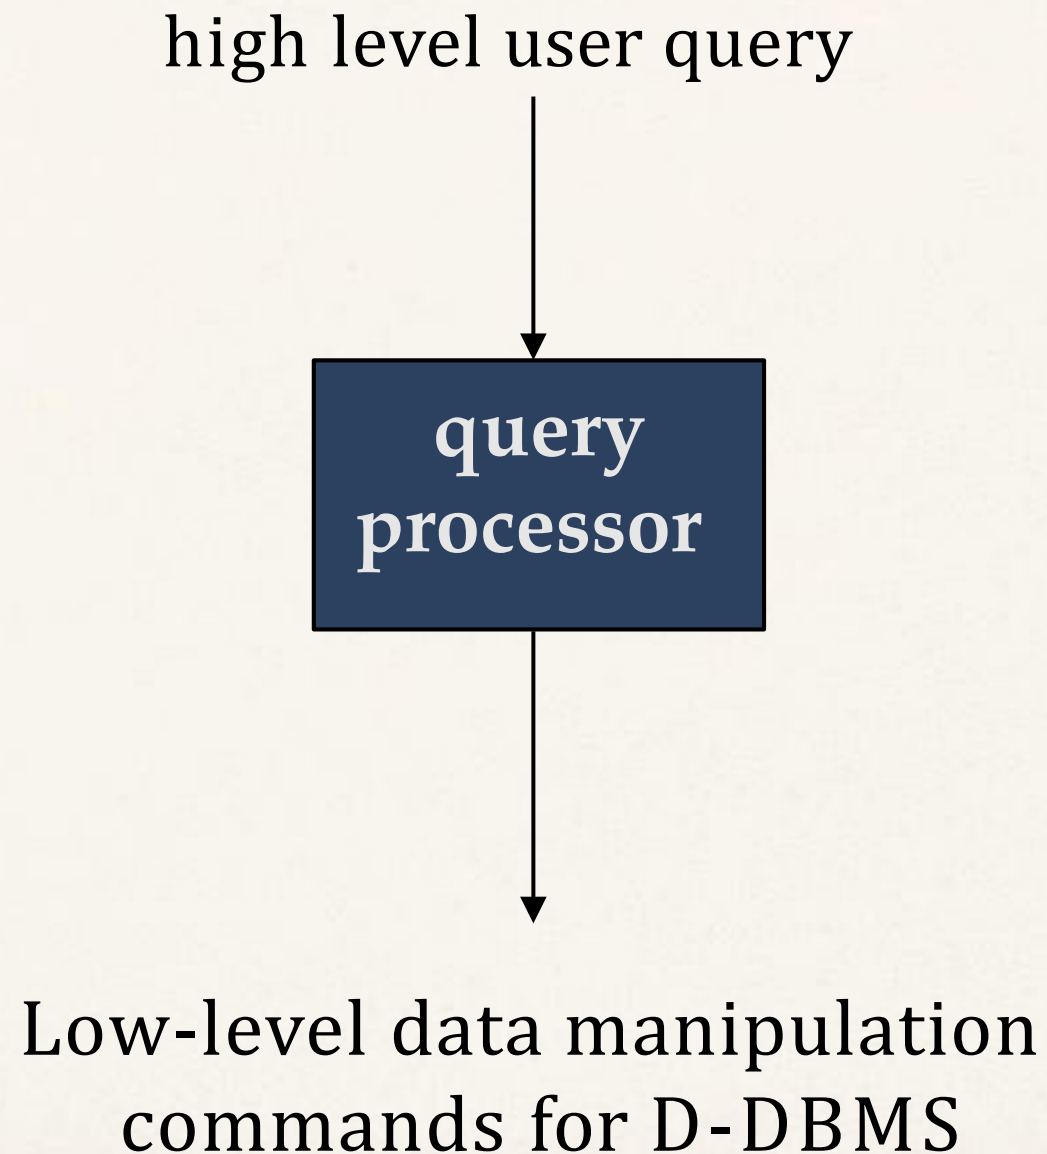 high level user query
query
processor
Low-level data manipulation
commands for D-DBMS